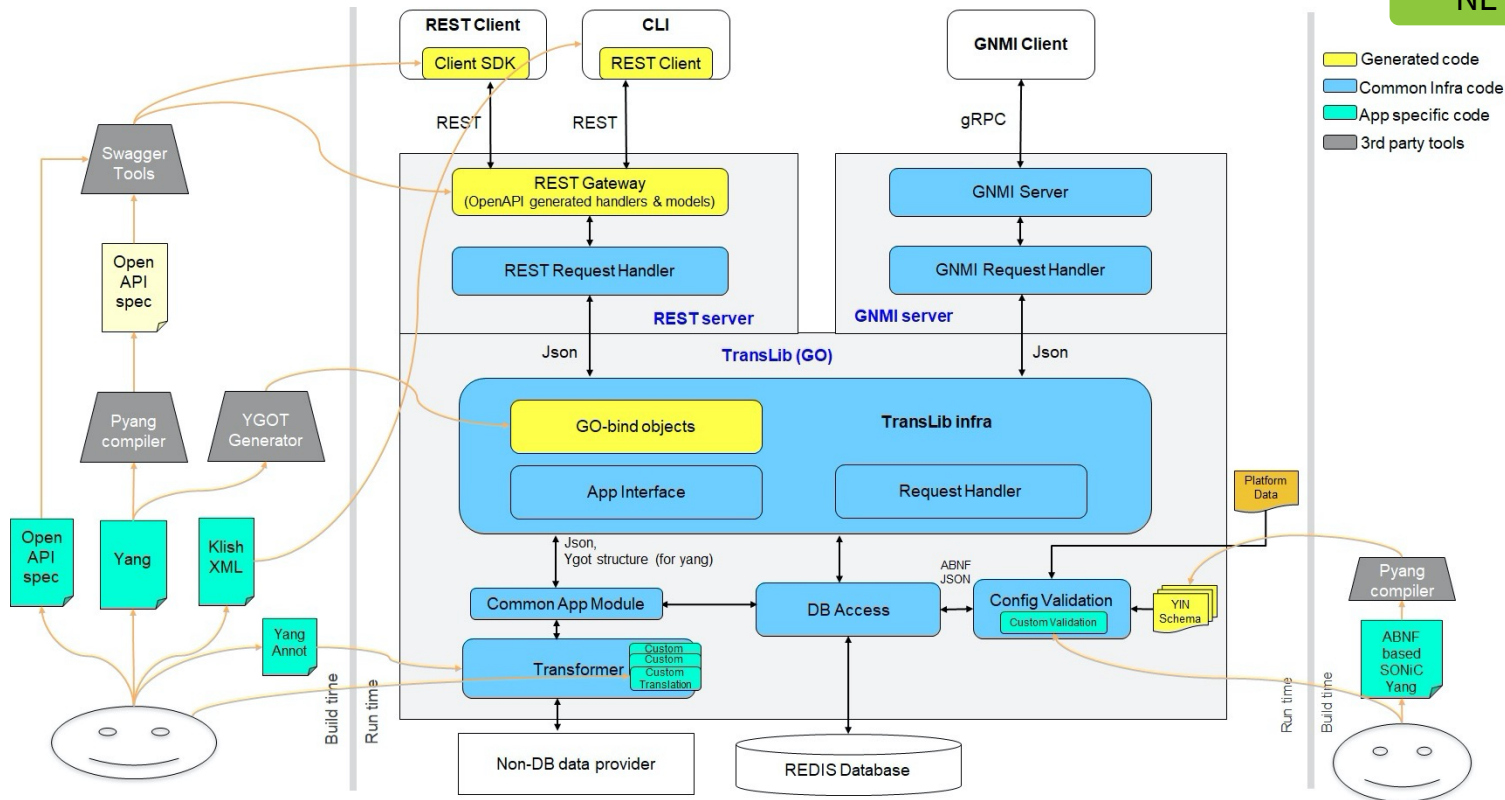 NE
REST Client
Client SDK
CLI
REST Client
GNMI Client
Generated code
Common Infra code
App specific code
3rd party tools
REST
REST
gRPC
Swagger
Tools
REST Gateway
(OpenAPI generated handlers & models)
GNMI Server
Open
API
spec
REST Request Handler
GNMI Request Handler
REST server
GNMI server
Json
TransLib (GO)
Json
Pyang
compiler
YGOT
Generator
TransLib infra
GO-bind objects
App Interface
Request Handler
Platform
Data
Open
API
spec
Yang
Klish
XML
Json,
Ygot structure (for yang)
ABNF
JSON
Common App Module
DB Access
Config Validation
Custom Validation
YIN
Schema
Pyang
compiler
Yang
Annot
Transformer
Custom
Custom
Custom
Translation
ABNF
based
SONiC
Yang
Build time
Run time
Run time
Build time
Non-DB data provider
REDIS Database